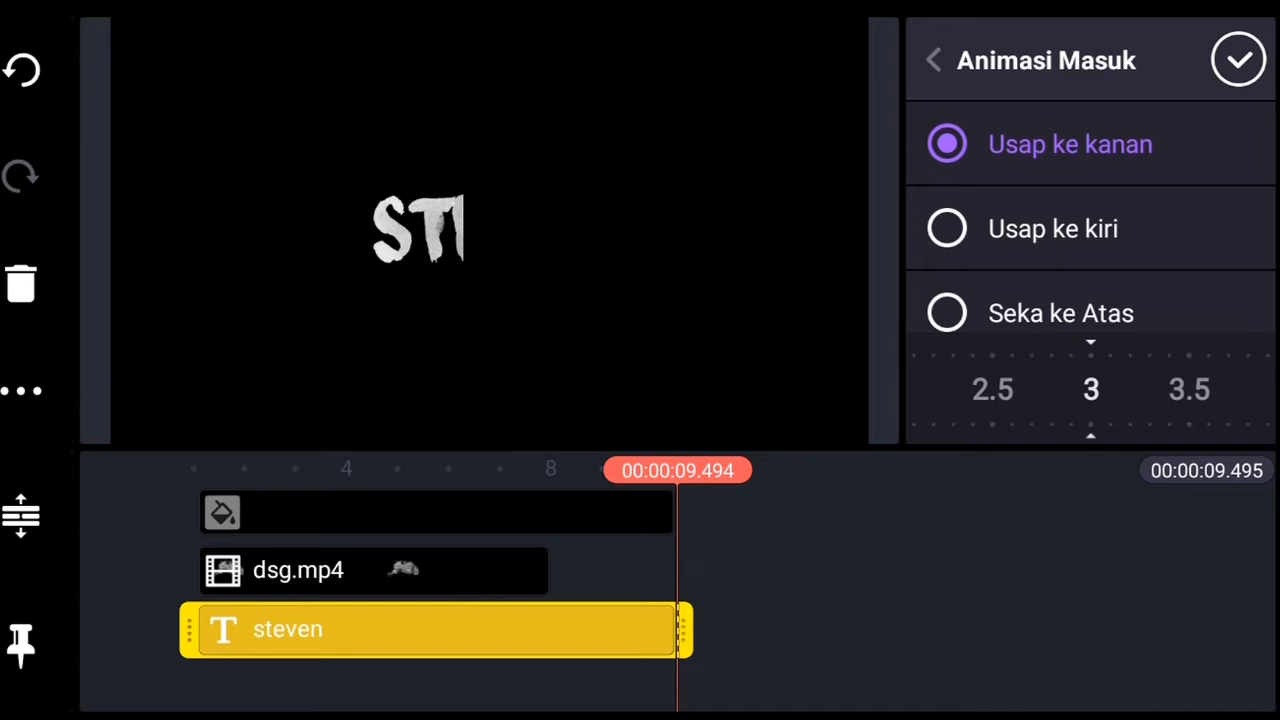 Animasi Masuk
STI
Usap ke kanan
Usap ke kiri
Seka ke Atas
2.5 3 3.5
4 8 00:00:09.494 00:00:09.495
dsg.mp4
T steven